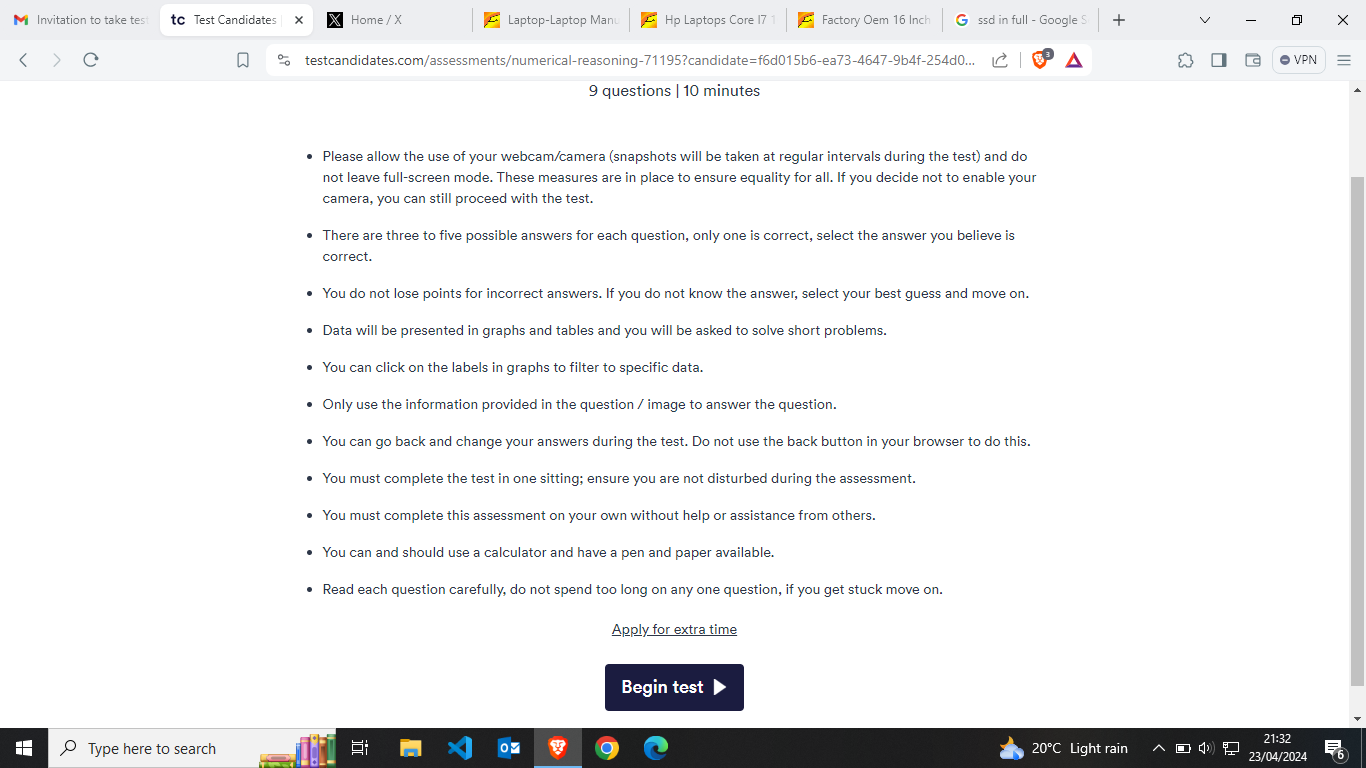 Invitation to take test
tc Test Candidates
Home / X
Laptop-Laptop Manu
Hp Laptops Core I7 1
Factory Oem 16 Inch
ssd in full - Google S
testcandidates.com/assessments/numerical-reasoning-71195?candidate=f6d015b6-ea73-4647-9b4f-254d0...
3
VPN
9 questions | 10 minutes
Please allow the use of your webcam/camera (snapshots will be taken at regular intervals during the test) and do
not leave full-screen mode. These measures are in place to ensure equality for all. If you decide not to enable your
camera, you can still proceed with the test.
There are three to five possible answers for each question, only one is correct, select the answer you believe is
correct.
You do not lose points for incorrect answers. If you do not know the answer, select your best guess and move on.
Data will be presented in graphs and tables and you will be asked to solve short problems.
You can click on the labels in graphs to filter to specific data.
Only use the information provided in the question / image to answer the question.
You can go back and change your answers during the test. Do not use the back button in your browser to do this.
You must complete the test in one sitting; ensure you are not disturbed during the assessment.
You must complete this assessment on your own without help or assistance from others.
You can and should use a calculator and have a pen and paper available.
Read each question carefully, do not spend too long on any one question, if you get stuck move on.
Apply for extra time
Begin test
Type here to search
20°C Light rain
21:32
23/04/2024
6